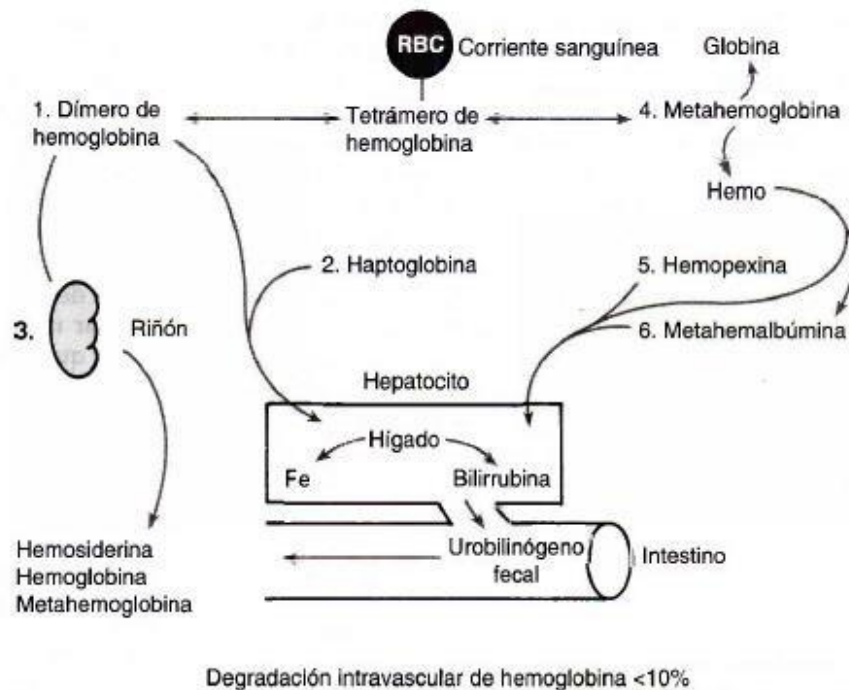 RBC
Corriente sanguínea
Globina
1. Dímero de
hemoglobina
Tetrámero de
hemoglobina
4. Metahemoglobina
Hemo
2. Haptoglobina
5. Hemopexina
3.
Riñón
6. Metahemalbúmina
Hepatocito
Hígado
Fe
Bilirrubina
Hemosiderina
Hemoglobina
Metahemoglobina
Urobilinógeno
fecal
Intestino
Degradación intravascular de hemoglobina <10%